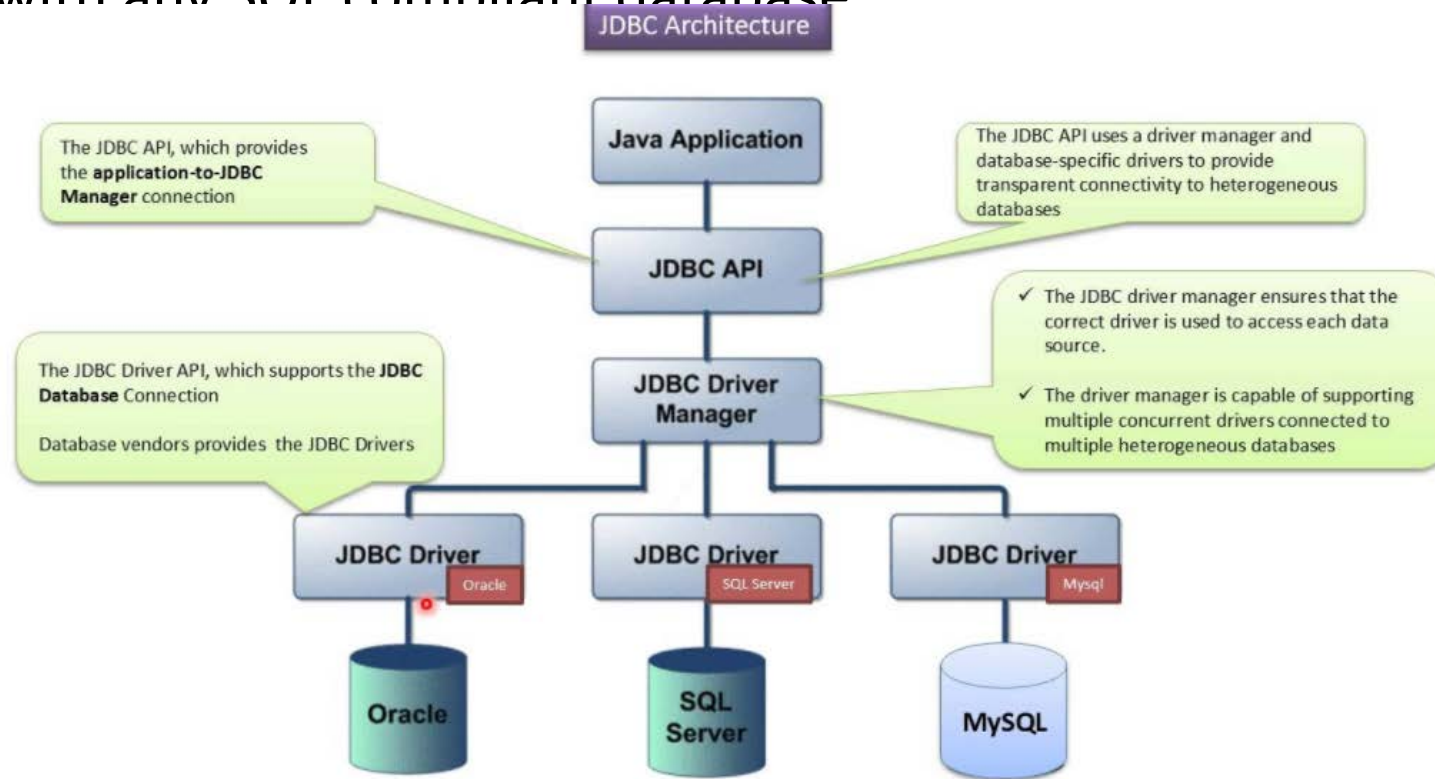 with any SQL compliant database
JDBC Architecture
Java Application
The JDBC API, which provides
the application-to-JDBC
Manager connection
The JDBC API uses a driver manager and
database-specific drivers to provide
transparent connectivity to heterogeneous
databases
JDBC API
✓ The JDBC driver manager ensures that the
correct driver is used to access each data
source.
✓ The driver manager is capable of supporting
multiple concurrent drivers connected to
multiple heterogeneous databases
The JDBC Driver API, which supports the JDBC
Database Connection
Database vendors provides the JDBC Drivers
JDBC Driver
Manager
JDBC Driver
Oracle
JDBC Driver
SQL Server
JDBC Driver
Mysql
Oracle
SQL
Server
MySQL